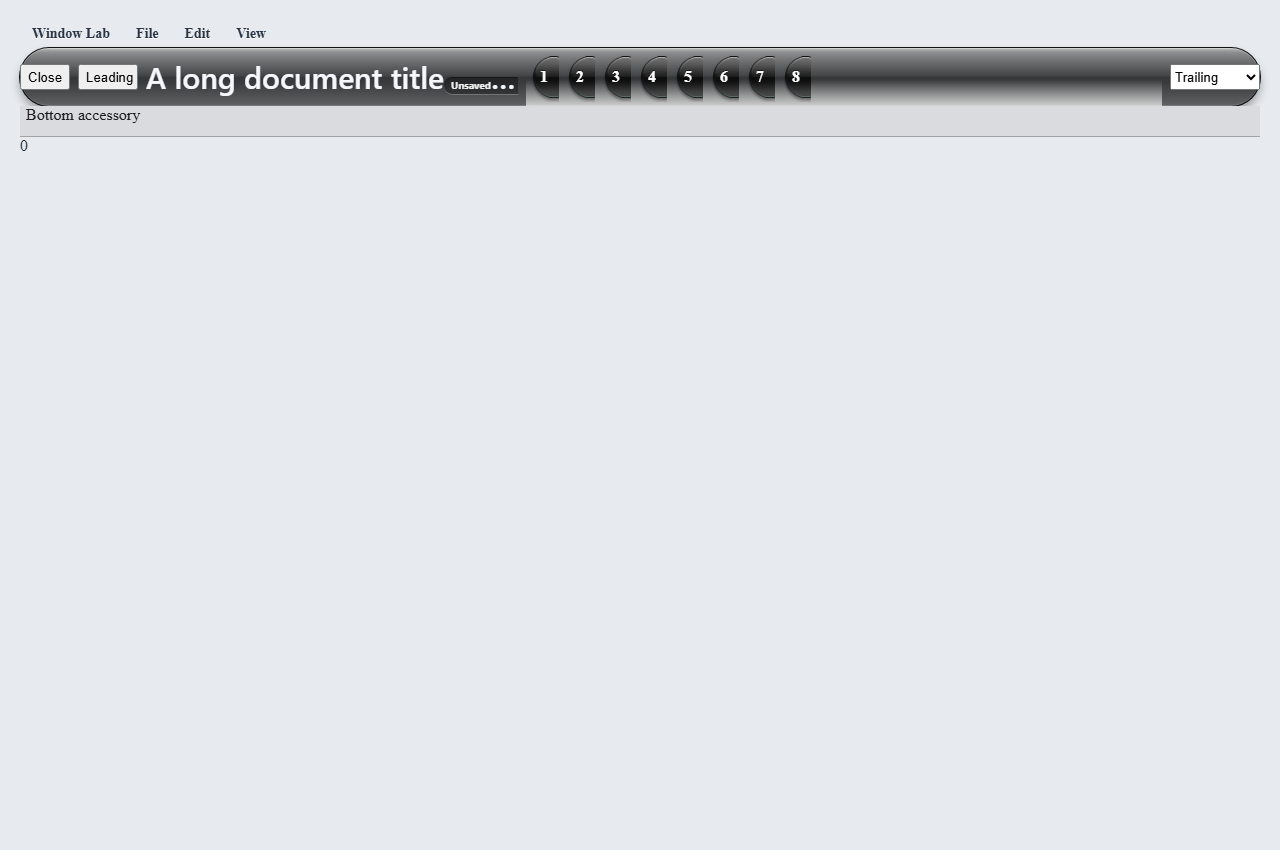 Window Lab File Edit View
Close Leading A long document title Unsaved 1 2 3 4 5 6 7 8 Trailing
Bottom accessory
0